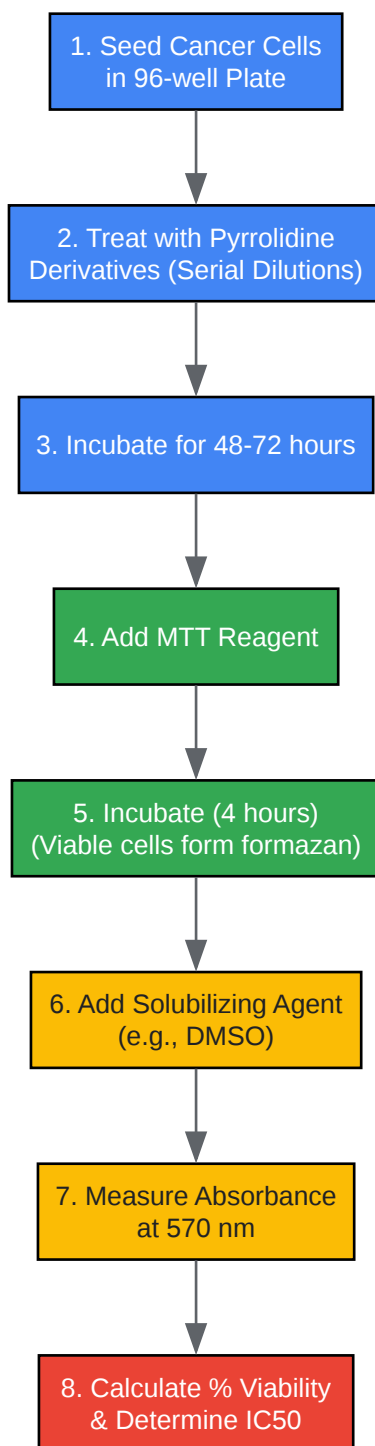 1. Seed Cancer Cells
in 96-well Plate
2. Treat with Pyrrolidine
Derivatives (Serial Dilutions)
3. Incubate for 48-72 hours
4. Add MTT Reagent
5. Incubate (4 hours)
(Viable cells form formazan)
6. Add Solubilizing Agent
(e.g., DMSO)
7. Measure Absorbance
at 570 nm
8. Calculate % Viability
& Determine IC50